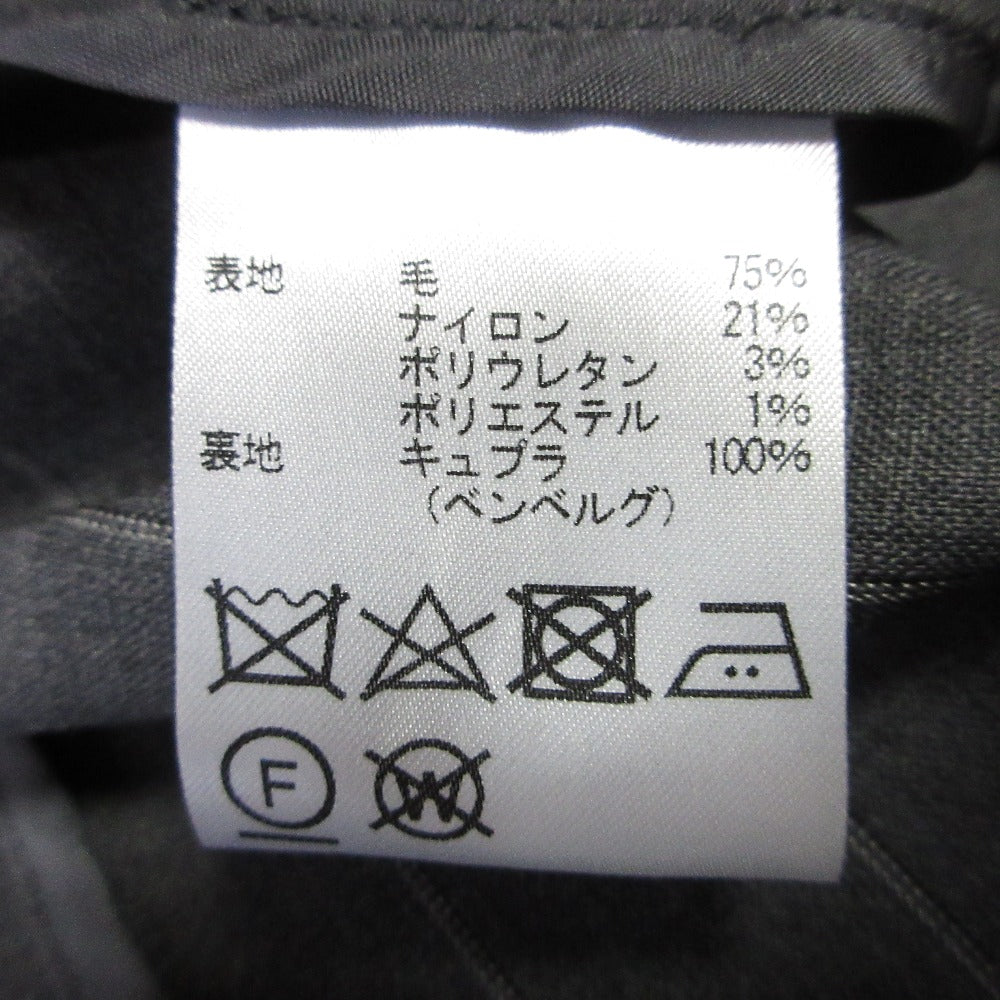 表地 毛 75%
ナイロン 21%
ポリウレタン 3%
ポリエステル 1%
裏地 キュプラ 100%
(ベンベルグ)
F W